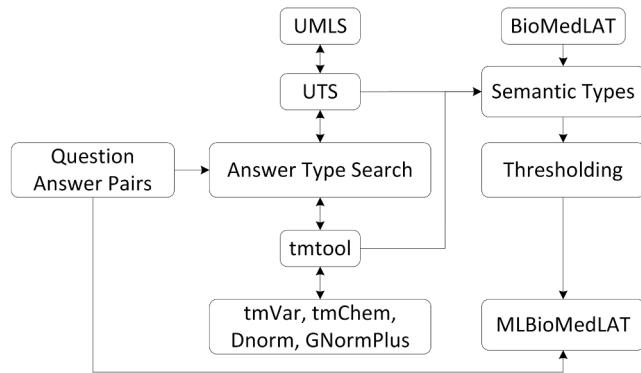 UMLS
BioMedLAT
UTS
Semantic Types
Question
Answer Pairs
Answer Type Search
Thresholding
tmtool
tmVar, tmChem,
Dnorm, GNormPlus
MLBioMedLAT